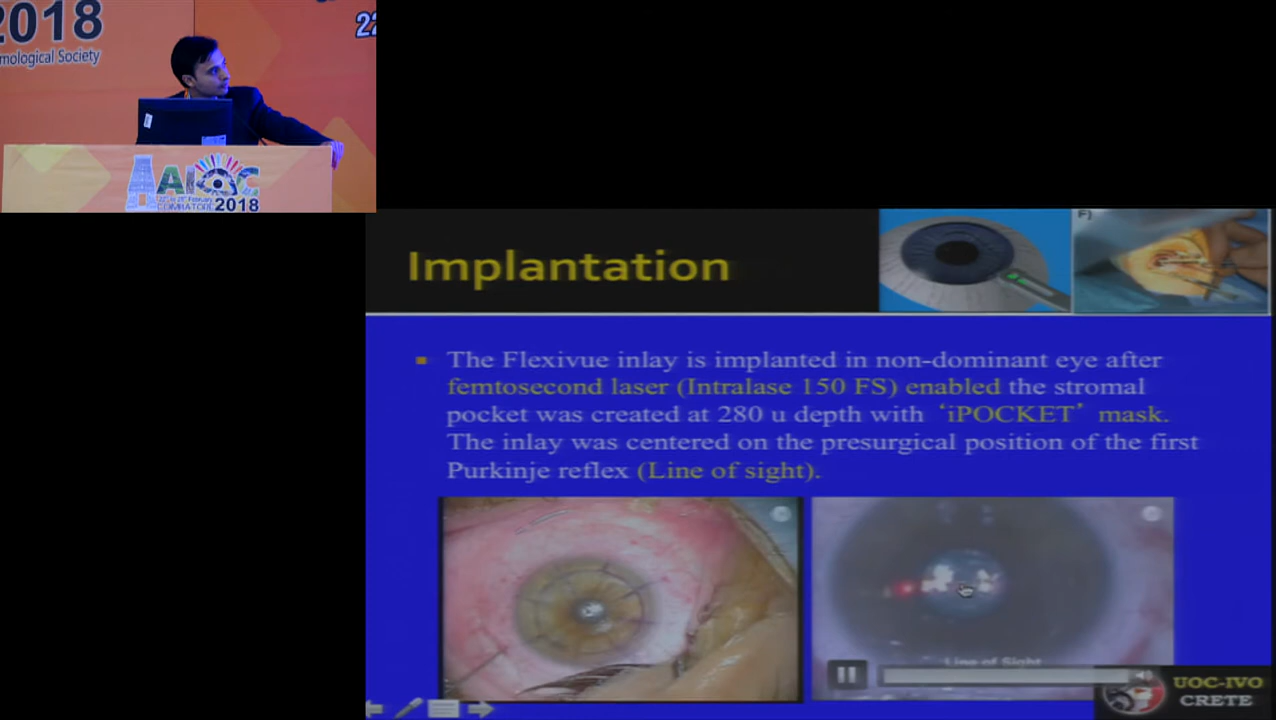 2018
mological Society
22
AIOC
COIMBATORE 2018
F)
Implantation
The Flexivue inlay is implanted in non-dominant eye after
femtosecond laser (Intralase 150 FS) enabled the stromal
pocket was created at 280 u depth with ‘iPOCKET’ mask.
The inlay was centered on the presurgical position of the first
Purkinje reflex (Line of sight).
Line of Sight
UOC-IVO
CRETE